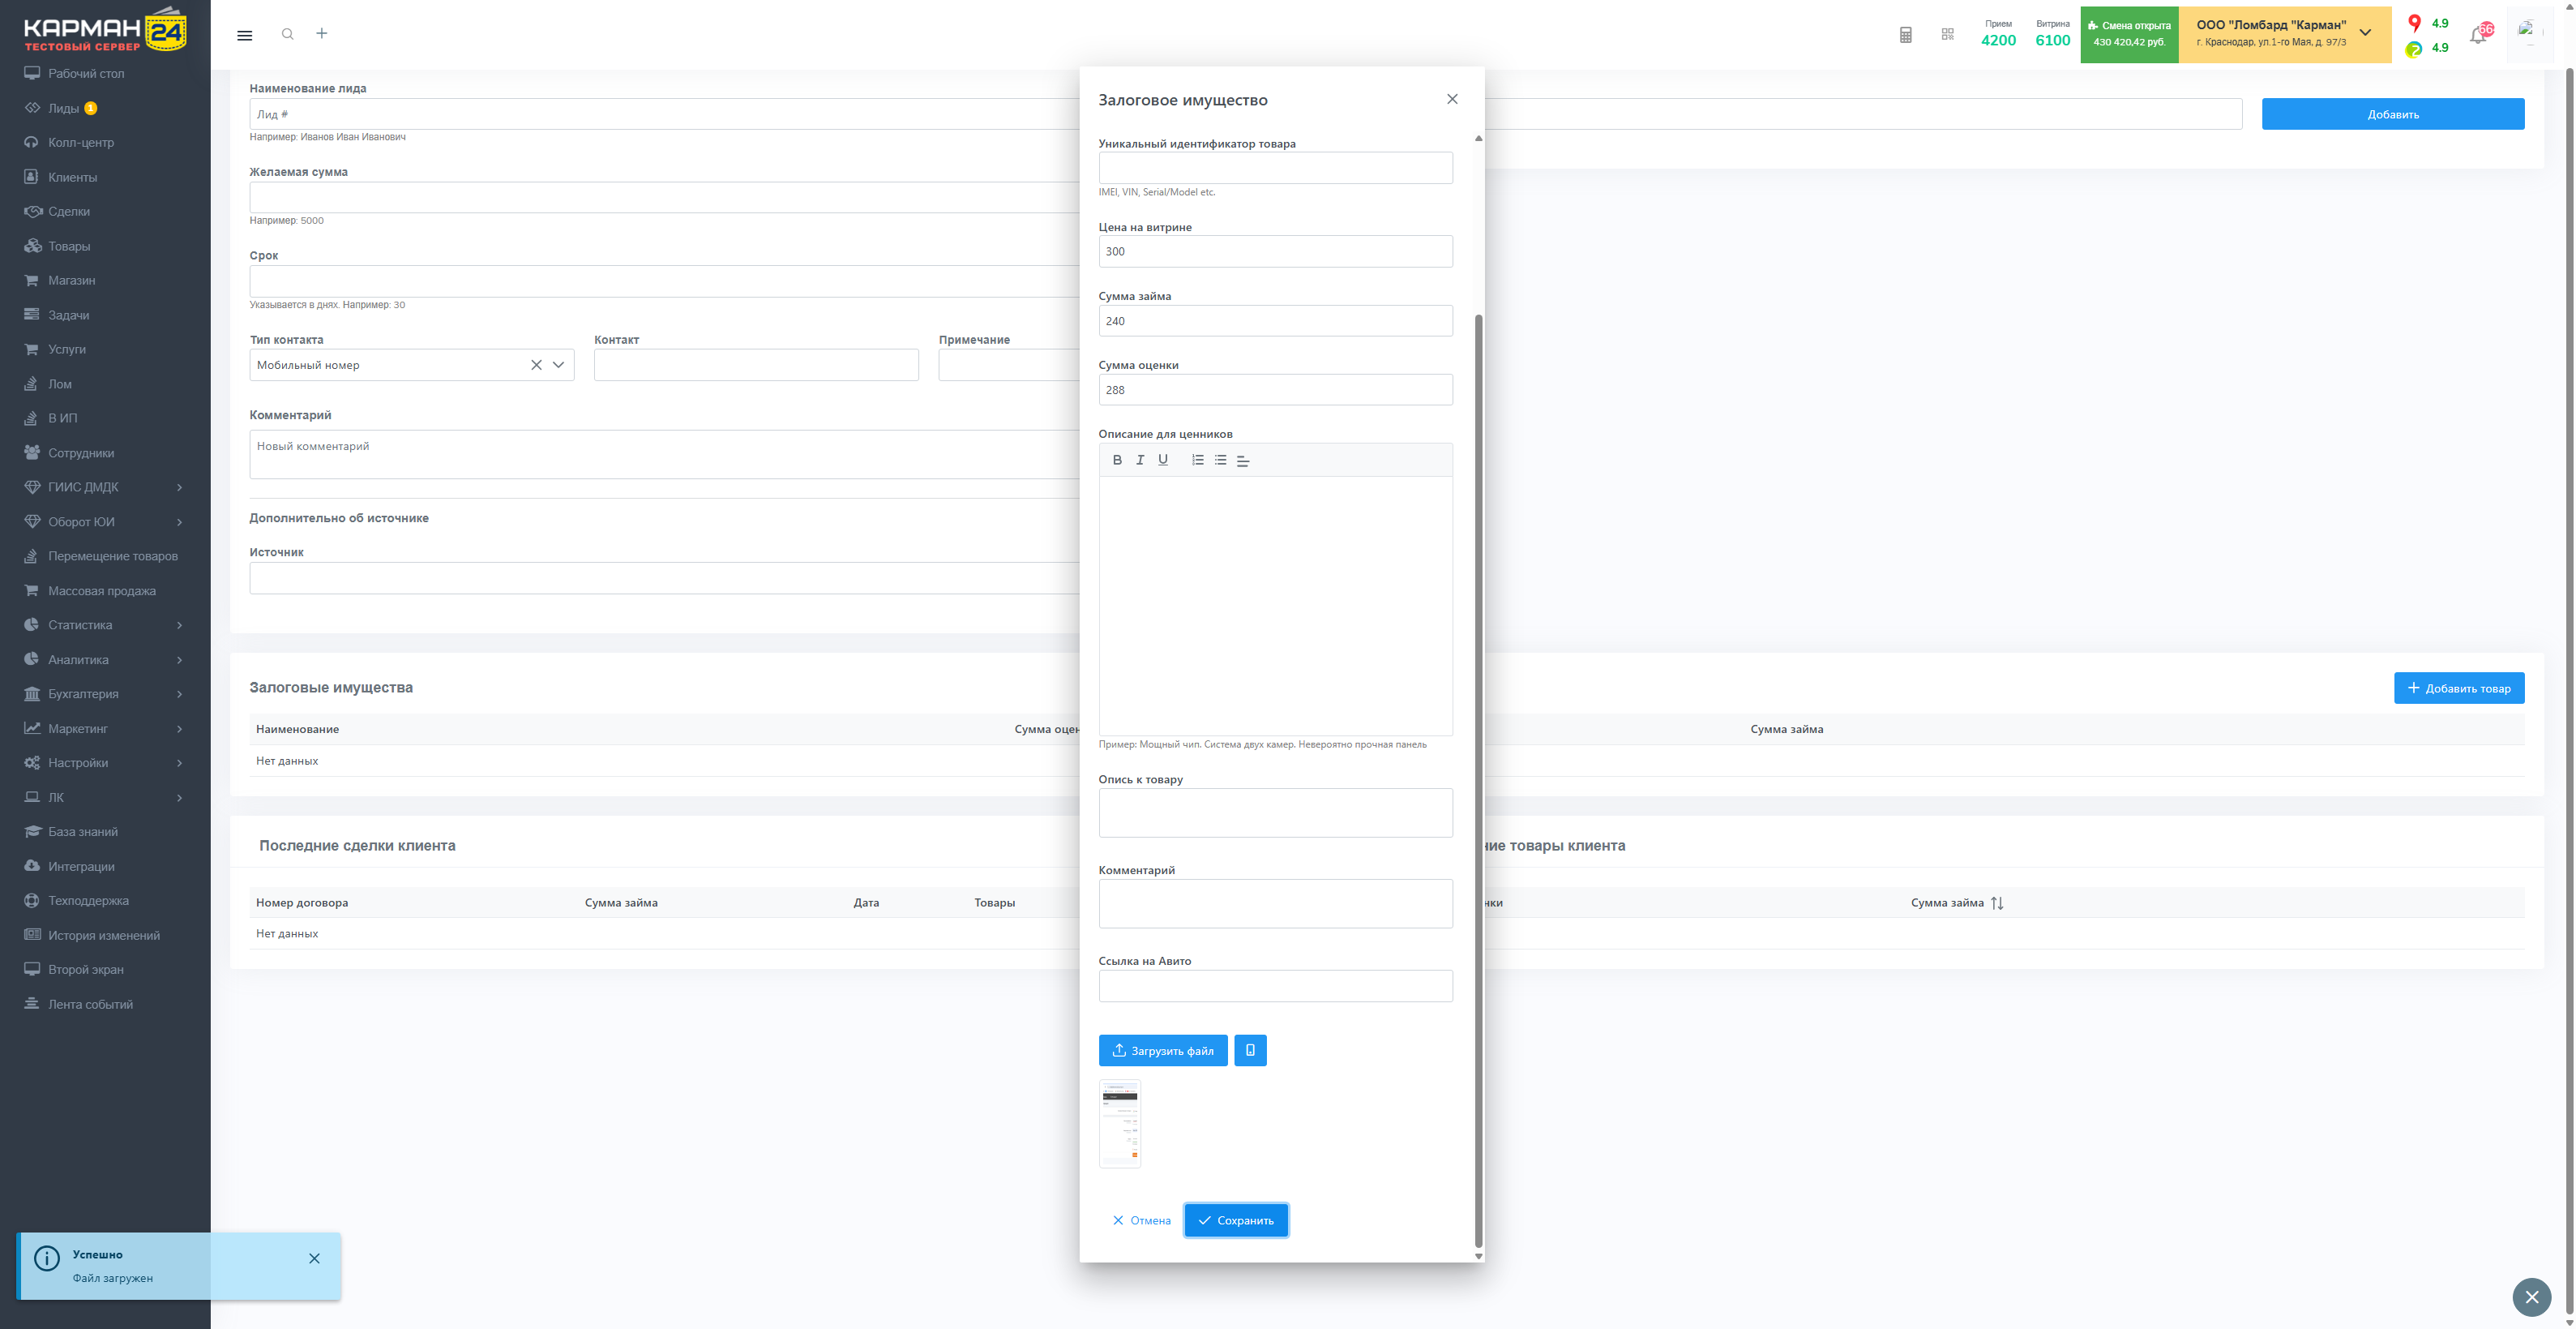 КАРМАН 24
ТЕСТОВЫЙ СЕРВЕР
Рабочий стол
Лиды 1
Колл-центр
Клиенты
Сделки
Товары
Магазин
Задачи
Услуги
Лом
В ИП
Сотрудники
ГИИС ДМДК
Оборот ЮИ
Перемещение товаров
Массовая продажа
Статистика
Аналитика
Бухгалтерия
Маркетинг
Настройки
ЛК
База знаний
Интеграции
Техподдержка
История изменений
Второй экран
Лента событий
Успешно
Файл загружен
Прием
4200
Витрина
6100
Смена открыта
430 420,42 руб.
ООО "Ломбард "Карман"
г. Краснодар, ул.1-го Мая, д. 97/3
4.9
4.9
Наименование лида
Лид #
Например: Иванов Иван Иванович
Добавить
Желаемая сумма
Например: 5000
Срок
Указывается в днях. Например: 30
Тип контакта
Контакт
Примечание
Мобильный номер
Комментарий
Новый комментарий
Дополнительно об источнике
Источник
Залоговые имущества
Добавить товар
Наименование
Сумма оцен
Сумма займа
Нет данных
Последние сделки клиента
ние товары клиента
Номер договора
Сумма займа
Дата
Товары
нки
Сумма займа
Нет данных
Залоговое имущество
Уникальный идентификатор товара
IMEI, VIN, Serial/Model etc.
Цена на витрине
300
Сумма займа
240
Сумма оценки
288
Описание для ценников
B I U
Пример: Мощный чип. Система двух камер. Невероятно прочная панель
Опись к товару
Комментарий
Ссылка на Авито
Загрузить файл
Отмена
Сохранить